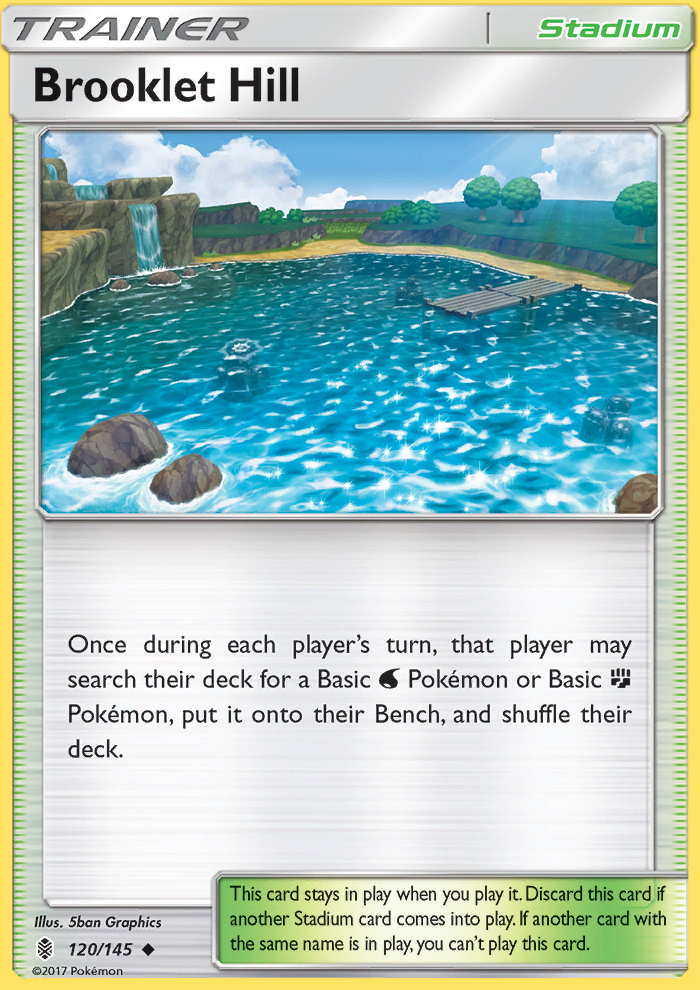 TRAINER
Stadium
Brooklet Hill
Once during each player's turn, that player may
search their deck for a Basic Pokémon or Basic
Pokémon, put it onto their Bench, and shuffle their
deck.
This card stays in play when you play it. Discard this card if
another Stadium card comes into play. If another card with
the same name is in play, you can't play this card.
Illus. 5ban Graphics
120/145
©2017 Pokémon